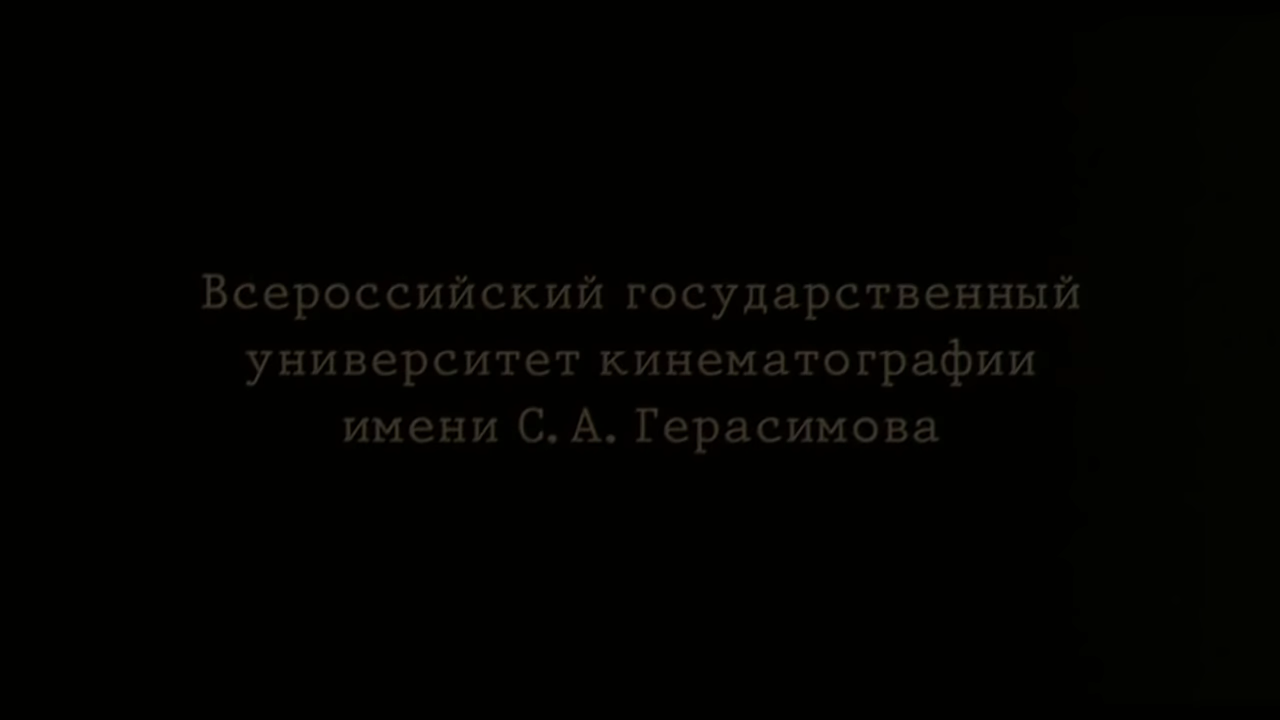 Всероссийский государственный
университет кинематографии
имени С. А. Герасимова